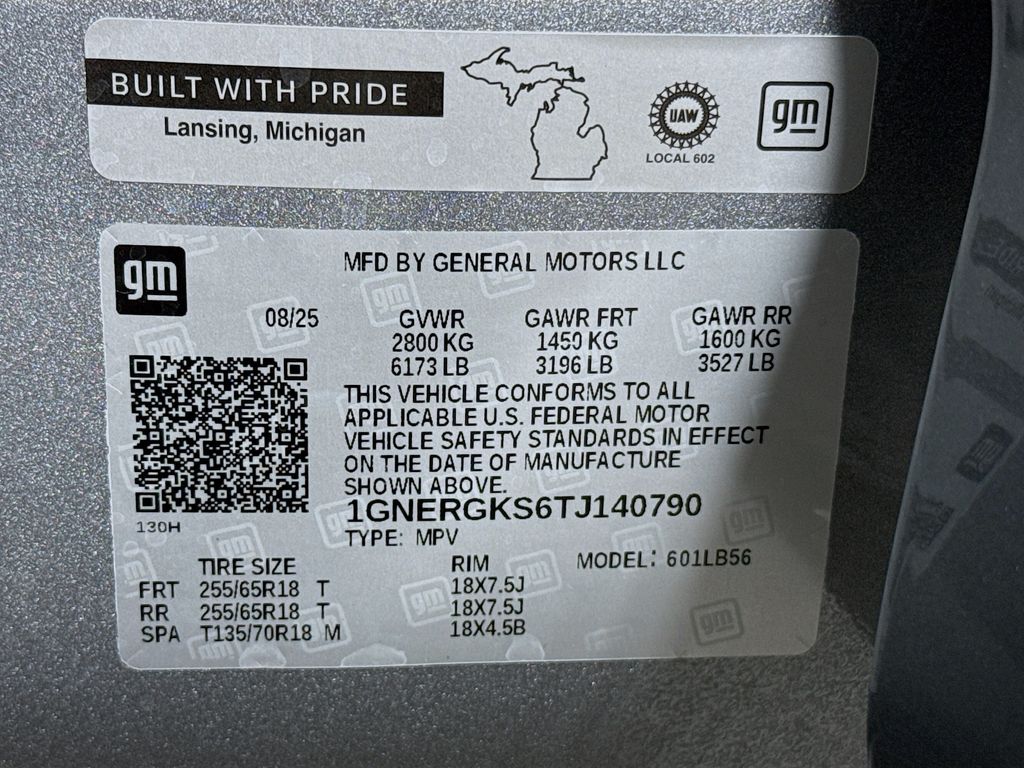 BUILT WITH PRIDE
Lansing, Michigan
UAW
LOCAL 602
gm
gm
MFD BY GENERAL MOTORS LLC
08/25 GVWR GAWR FRT GAWR RR
2800 KG 1450 KG 1600 KG
6173 LB 3196 LB 3527 LB
THIS VEHICLE CONFORMS TO ALL
APPLICABLE U.S. FEDERAL MOTOR
VEHICLE SAFETY STANDARDS IN EFFECT
ON THE DATE OF MANUFACTURE
SHOWN ABOVE.
1GNERGKS6TJ140790
130H
TYPE: MPV
TIRE SIZE RIM MODEL: 601LB56
FRT 255/65R18 T 18X7.5J
RR 255/65R18 T 18X7.5J
SPA T135/70R18 M 18X4.5B